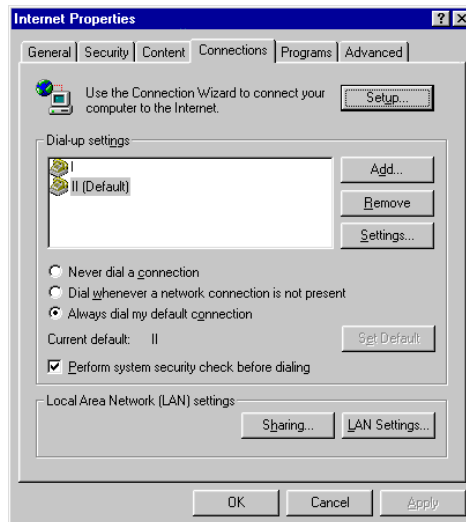 Internet Properties
General Security Content Connections Programs Advanced
Use the Connection Wizard to connect your
computer to the Internet.
Setup...
Dial-up settings
I
II (Default)
Add...
Remove
Settings...
Never dial a connection
Dial whenever a network connection is not present
Always dial my default connection
Current default: II
Set Default
Perform system security check before dialing
Local Area Network (LAN) settings
Sharing... LAN Settings...
OK Cancel Apply